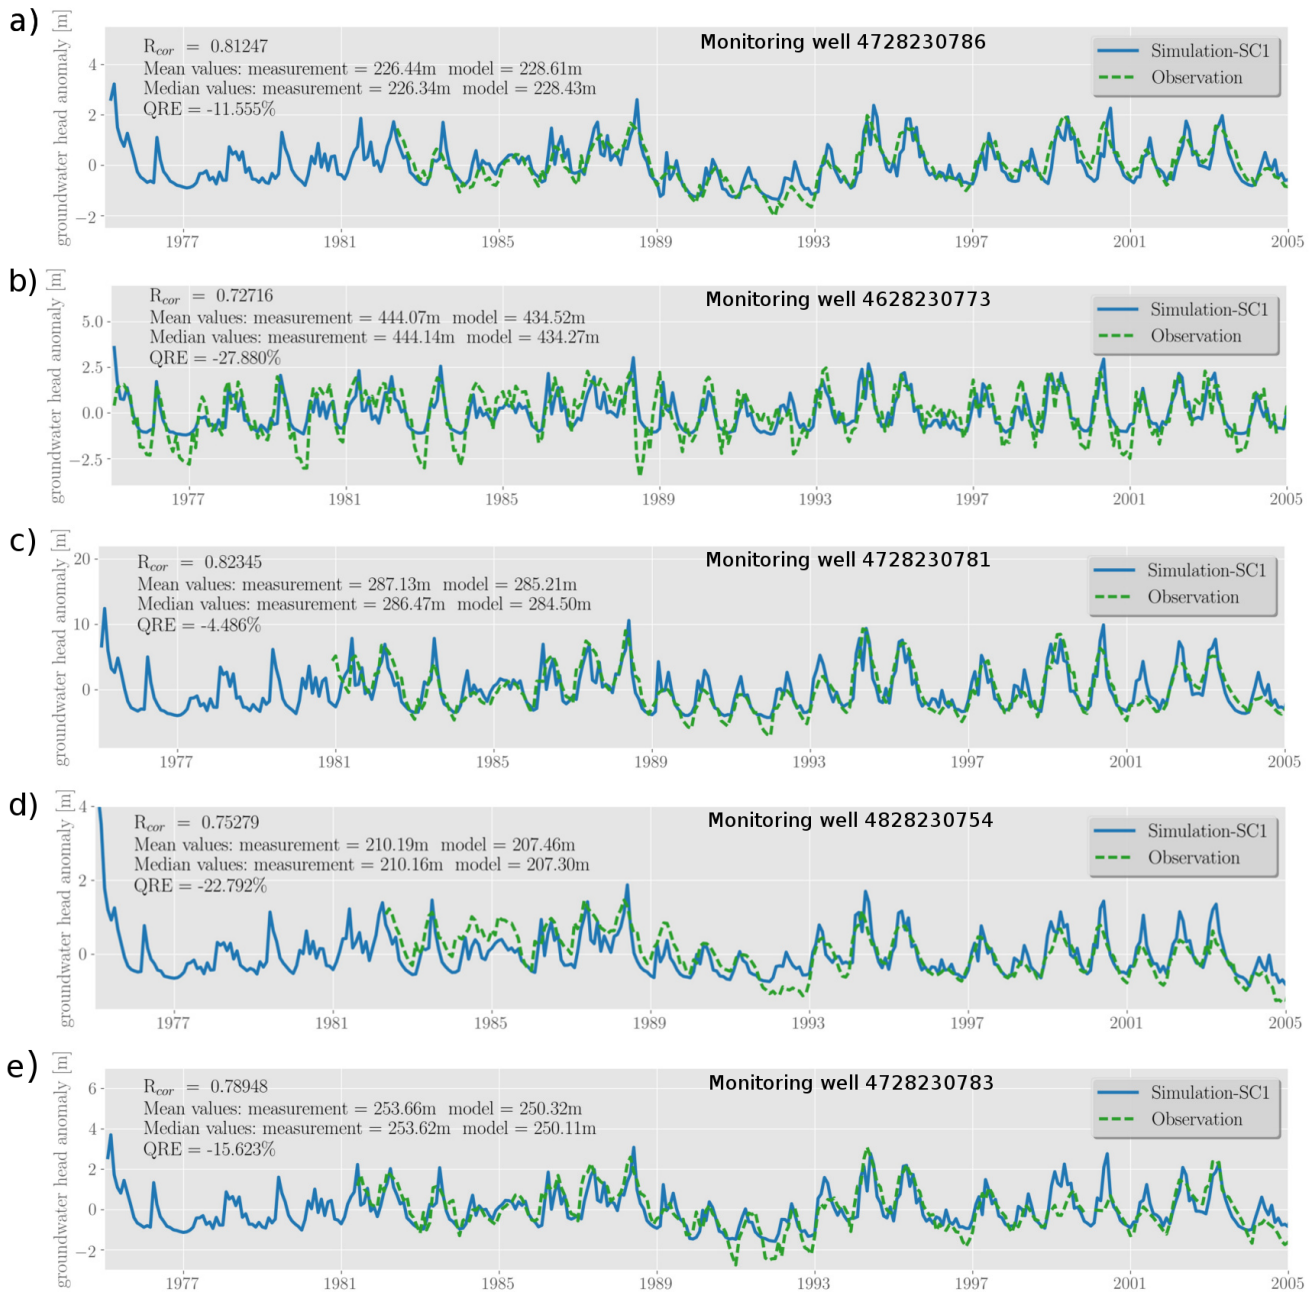 a)
groundwater head anomaly [m]
Monitoring well 4728230786
R_cor = 0.81247
Mean values: measurement = 226.44m model = 228.61m
Median values: measurement = 226.34m model = 228.43m
QRE = -11.555%
Simulation-SC1
Observation
4
2
0
−2
1977 1981 1985 1989 1993 1997 2001 2005
b)
groundwater head anomaly [m]
Monitoring well 4628230773
R_cor = 0.72716
Mean values: measurement = 444.07m model = 434.52m
Median values: measurement = 444.14m model = 434.27m
QRE = -27.880%
Simulation-SC1
Observation
5.0
2.5
0.0
−2.5
1977 1981 1985 1989 1993 1997 2001 2005
c)
groundwater head anomaly [m]
Monitoring well 4728230781
R_cor = 0.82345
Mean values: measurement = 287.13m model = 285.21m
Median values: measurement = 286.47m model = 284.50m
QRE = -4.486%
Simulation-SC1
Observation
20
10
0
1977 1981 1985 1989 1993 1997 2001 2005
d)
groundwater head anomaly [m]
Monitoring well 4828230754
R_cor = 0.75279
Mean values: measurement = 210.19m model = 207.46m
Median values: measurement = 210.16m model = 207.30m
QRE = -22.792%
Simulation-SC1
Observation
4
2
0
1977 1981 1985 1989 1993 1997 2001 2005
e)
groundwater head anomaly [m]
Monitoring well 4728230783
R_cor = 0.78948
Mean values: measurement = 253.66m model = 250.32m
Median values: measurement = 253.62m model = 250.11m
QRE = -15.623%
Simulation-SC1
Observation
6
4
2
0
−2
1977 1981 1985 1989 1993 1997 2001 2005